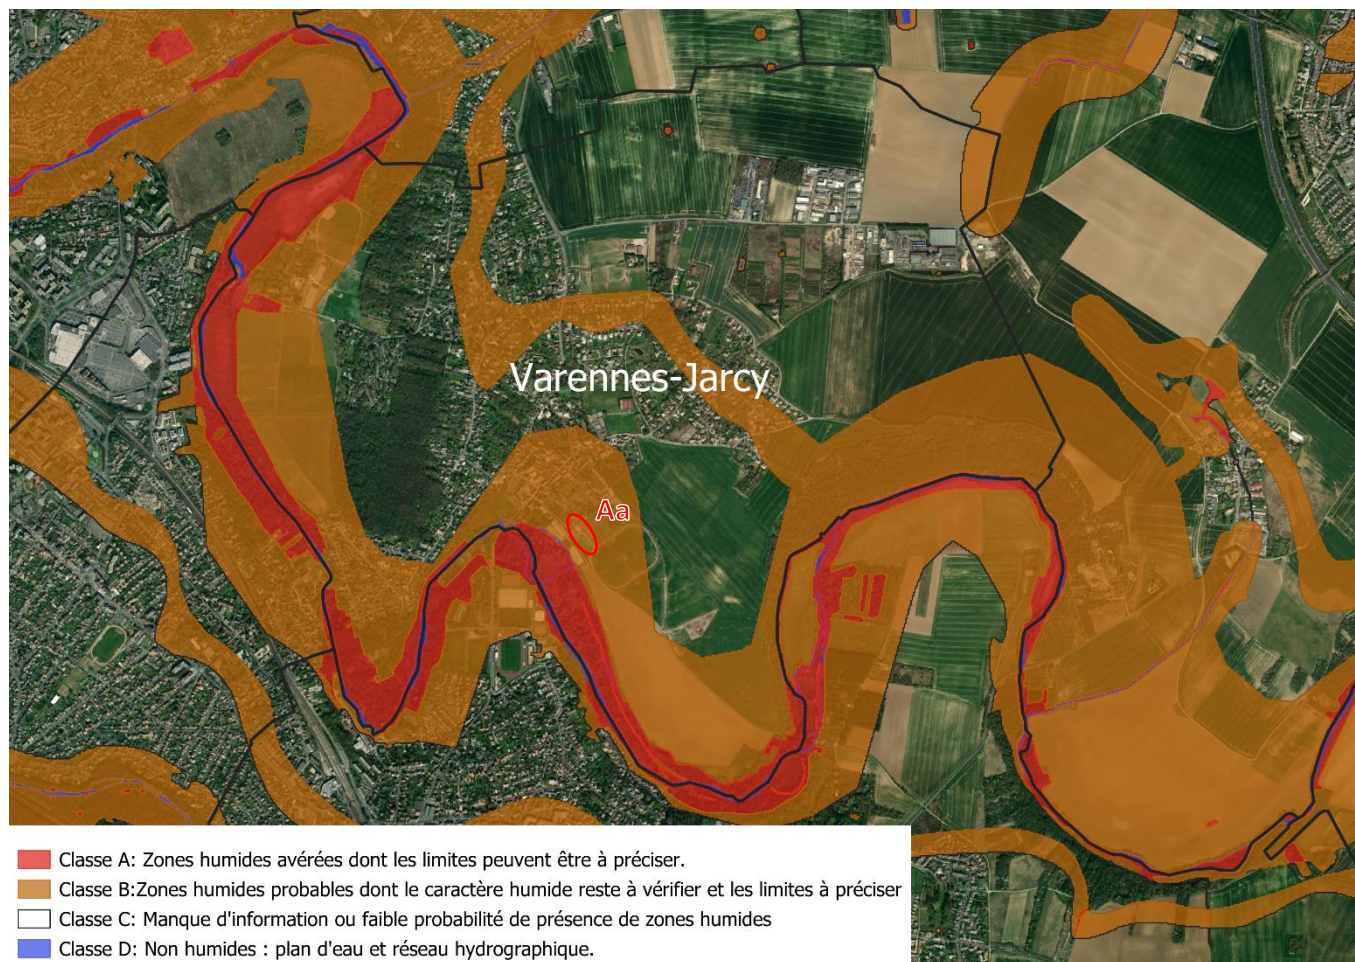 Varennes-Jarcy
Aa
Classe A: Zones humides avérées dont les limites peuvent être à préciser.
Classe B:Zones humides probables dont le caractère humide reste à vérifier et les limites à préciser
Classe C: Manque d'information ou faible probabilité de présence de zones humides
Classe D: Non humides : plan d'eau et réseau hydrographique.